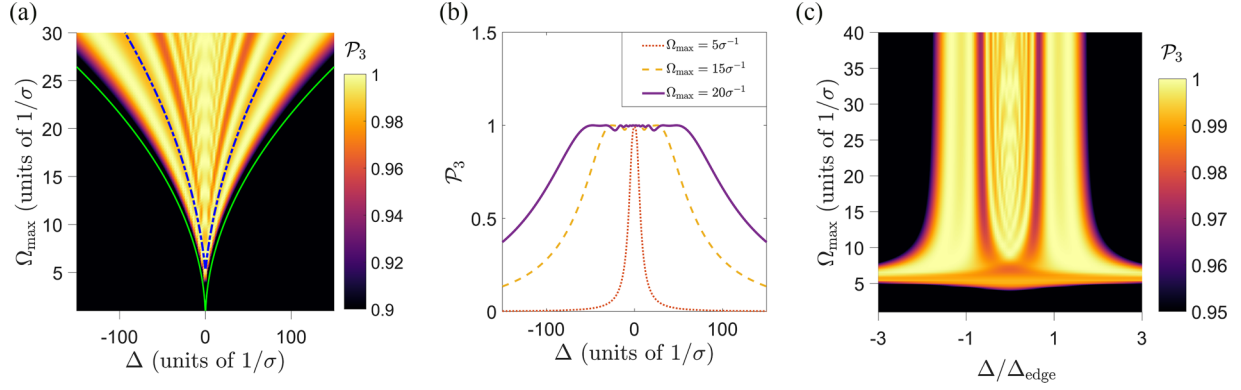 (a)
30
25
20
15
10
5
Ω_max (units of 1/σ)
-100
0
100
Δ (units of 1/σ)
𝒫_3
1
0.98
0.96
0.94
0.92
0.9
(b)
1.5
1
0.5
0
𝒫_3
-100
0
100
Δ (units of 1/σ)
Ω_max = 5σ^{-1}
Ω_max = 15σ^{-1}
Ω_max = 20σ^{-1}
(c)
40
35
30
25
20
15
10
5
Ω_max (units of 1/σ)
-3
-1
1
3
Δ/Δ_edge
𝒫_3
1
0.99
0.98
0.97
0.96
0.95